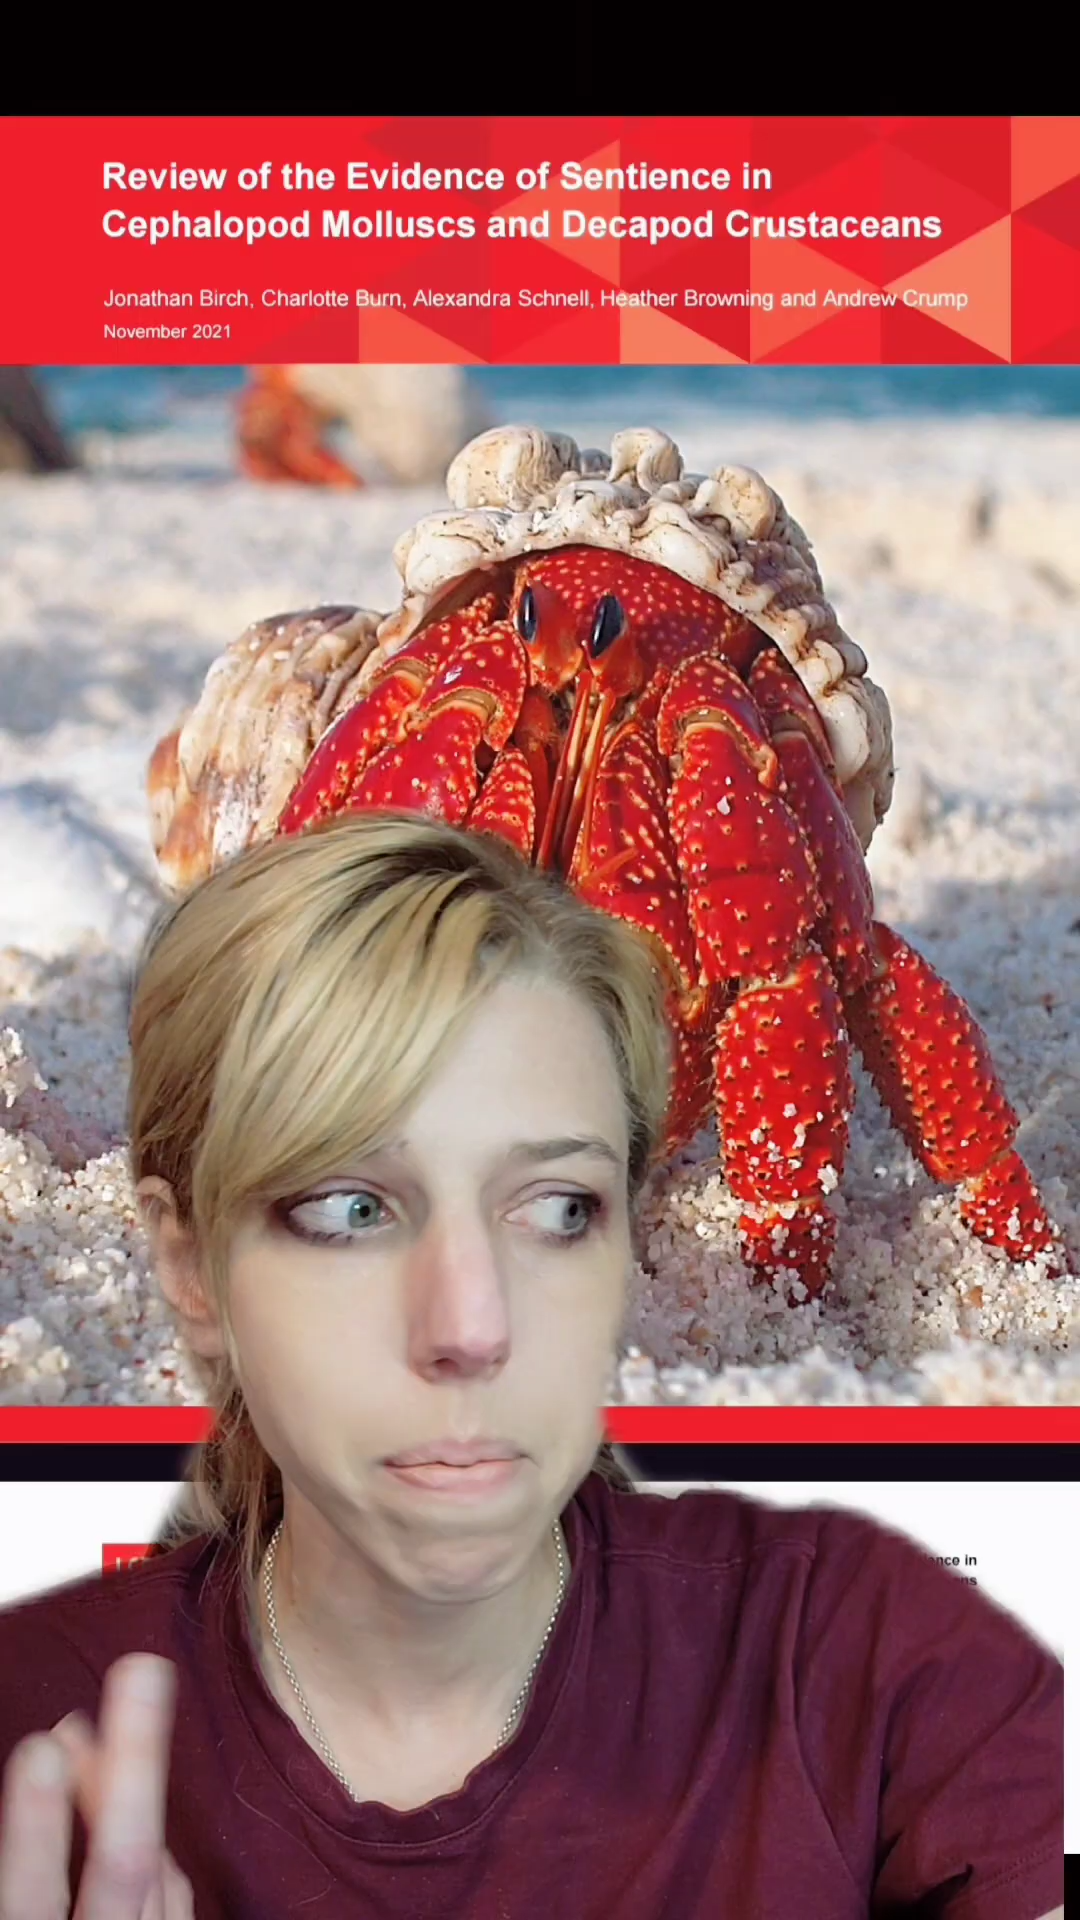 Review of the Evidence of Sentience in
Cephalopod Molluscs and Decapod Crustaceans
Jonathan Birch, Charlotte Burn, Alexandra Schnell, Heather Browning and Andrew Crump
November 2021
in